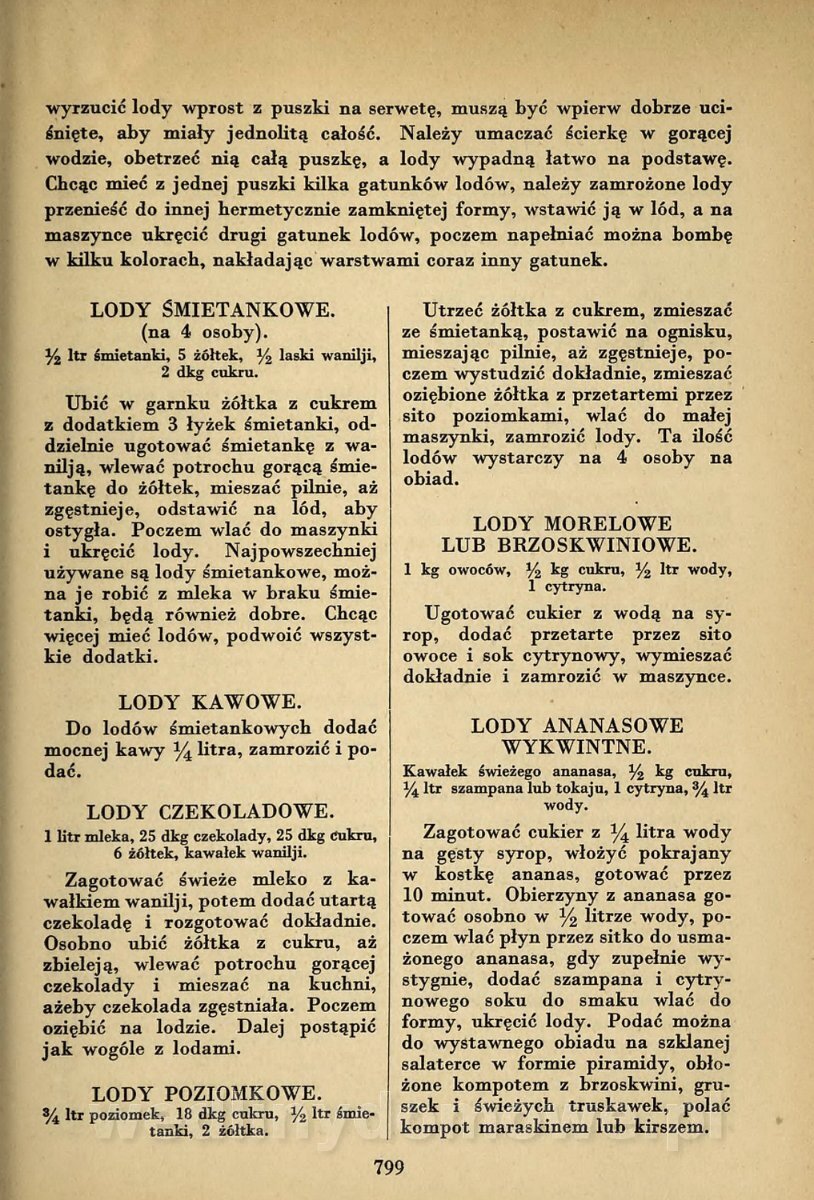 wyrzucić lody wprost z puszki na serwetę, muszą być wpierw dobrze uci-
śnięte, aby miały jednolitą całość. Należy umaczać ścierkę w gorącej
wodzie, obetrzeć nią całą puszkę, a lody wypadną łatwo na podstawę.
Chcąc mieć z jednej puszki kilka gatunków lodów, należy zamrożone lody
przenieść do innej hermetycznie zamkniętej formy, wstawić ją w lód, a na
maszynce ukręcić drugi gatunek lodów, poczem napełniać można bombę
w kilku kolorach, nakładając warstwami coraz inny gatunek.
LODY ŚMIETANKOWE.
(na 4 osoby).
½ ltr śmietanki, 5 żółtek, ½ laski wanilji,
2 dkg cukru.
Ubić w garnku żółtka z cukrem
z dodatkiem 3 łyżek śmietanki, od-
dzielnie ugotować śmietankę z wa-
nilją, wlewać potrochu gorącą śmie-
tankę do żółtek, mieszać pilnie, aż
zgęstnieje, odstawić na lód, aby
ostygła. Poczem wlać do maszynki
i ukręcić lody. Najpowszechniej
używane są lody śmietankowe, moż-
na je robić z mleka w braku śmie-
tanki, będą również dobre. Chcąc
więcej mieć lodów, podwoić wszyst-
kie dodatki.
LODY KAWOWE.
Do lodów śmietankowych dodać
mocnej kawy ¼ litra, zamrozić i po-
dać.
LODY CZEKOLADOWE.
1 litr mleka, 25 dkg czekolady, 25 dkg cukru,
6 żółtek, kawałek wanilji.
Zagotować świeże mleko z ka-
wałkiem wanilji, potem dodać utartą
czekoladę i rozgotować dokładnie.
Osobno ubić żółtka z cukru, aż
zbieleją, wlewać potrochu gorącej
czekolady i mieszać na kuchni,
ażeby czekolada zgęstniała. Poczem
oziębić na lodzie. Dalej postąpić
jak wogóle z lodami.
LODY POZIOMKOWE.
¾ ltr poziomek, 18 dkg cukru, ½ ltr śmie-
tanki, 2 żółtka.
Utrzeć żółtka z cukrem, zmieszać
ze śmietanką, postawić na ognisku,
mieszając pilnie, aż zgęstnieje, po-
czem wystudzić dokładnie, zmieszać
oziębione żółtka z przetartemi przez
sito poziomkami, wlać do małej
maszynki, zamrozić lody. Ta ilość
lodów wystarczy na 4 osoby na
obiad.
LODY MORELOWE
LUB BRZOSKWINIOWE.
1 kg owoców, ½ kg cukru, ½ ltr wody,
1 cytryna.
Ugotować cukier z wodą na sy-
rop, dodać przetarte przez sito
owoce i sok cytrynowy, wymieszać
dokładnie i zamrozić w maszynce.
LODY ANANASOWE
WYKWINTNE.
Kawałek świeżego ananasa, ½ kg cukru,
¼ ltr szampana lub tokaju, 1 cytryna, ¾ ltr
wody.
Zagotować cukier z ¼ litra wody
na gęsty syrop, włożyć pokrajany
w kostkę ananas, gotować przez
10 minut. Obierzyny z ananasa go-
tować osobno w ½ litrze wody, po-
czem wlać płyn przez sitko do usma-
żonego ananasa, gdy zupełnie wy-
stygnie, dodać szampana i cytry-
nowego soku do smaku wlać do
formy, ukręcić lody. Podać można
do wystawnego obiadu na szklanej
salaterce w formie piramidy, obło-
żone kompotem z brzoskwini, gru-
szek i świeżych truskawek, polać
kompot maraskinem lub kirszem.
799